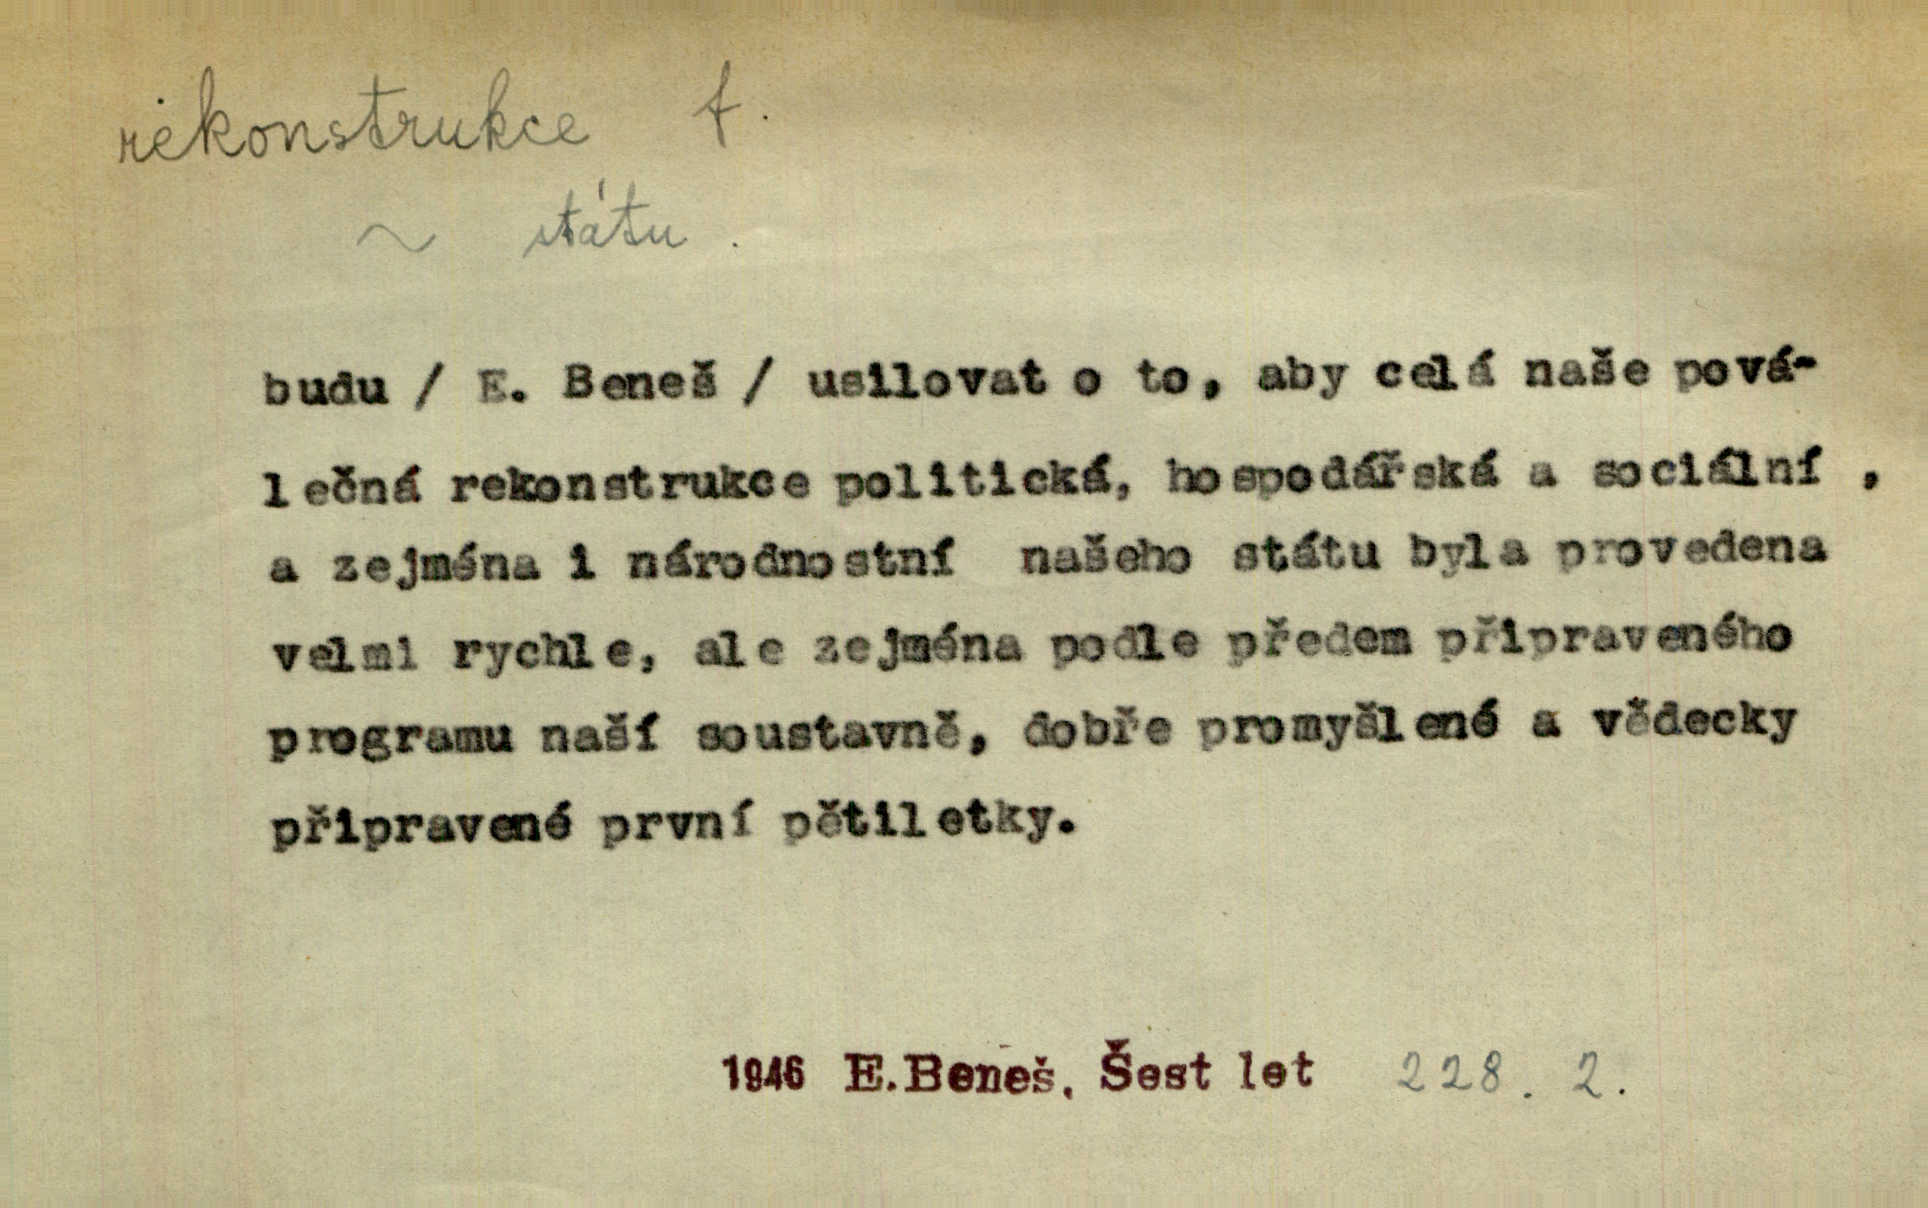 rekonstrukce f.
~ státu.
budu / E. Beneš / usilovat o to, aby celá naše pová-
lečná rekonstrukce politická, hospodářská a sociální ,
a zejména i národnostní našeho státu byla provedena
velmi rychle, ale zejména podle předem připraveného
programu naší soustavně, dobře promyšlené a vědecky
připravené první pětiletky.
1946 E.Beneš, Šest let 228. 2.